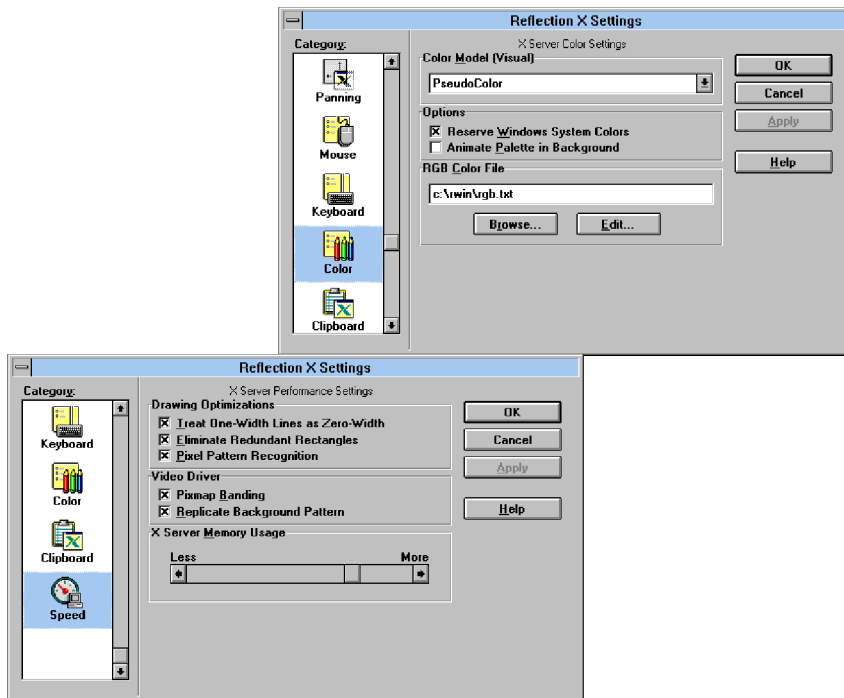 Reflection X Settings
Category:
Panning
Mouse
Keyboard
Color
Clipboard
X Server Color Settings
Color Model (Visual)
PseudoColor
Options
Reserve Windows System Colors
Animate Palette in Background
RGB Color File
c:\rwin\rgb.txt
Browse...
Edit...
OK
Cancel
Apply
Help
Reflection X Settings
Category:
Keyboard
Color
Clipboard
Speed
X Server Performance Settings
Drawing Optimizations
Treat One-Width Lines as Zero-Width
Eliminate Redundant Rectangles
Pixel Pattern Recognition
Video Driver
Pixmap Banding
Replicate Background Pattern
X Server Memory Usage
Less
More
OK
Cancel
Apply
Help